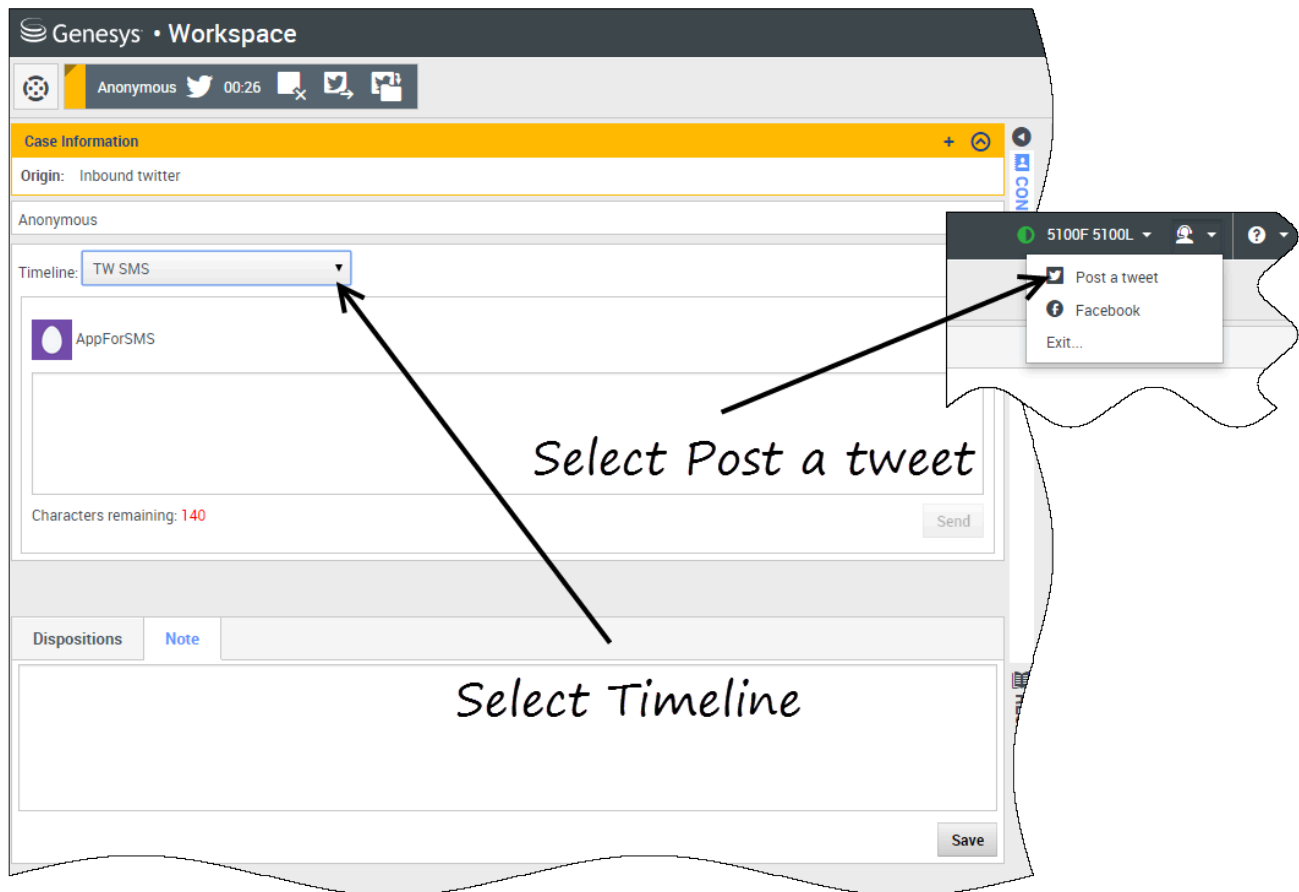 Genesys • Workspace
Anonymous 00:26
Case Information +
Origin: Inbound twitter
CON
Anonymous
5100F 5100L ?
Post a tweet
Facebook
Exit...
Timeline: TW SMS
AppForSMS
Select Post a tweet
Characters remaining: 140
Send
Dispositions Note
Select Timeline
Save